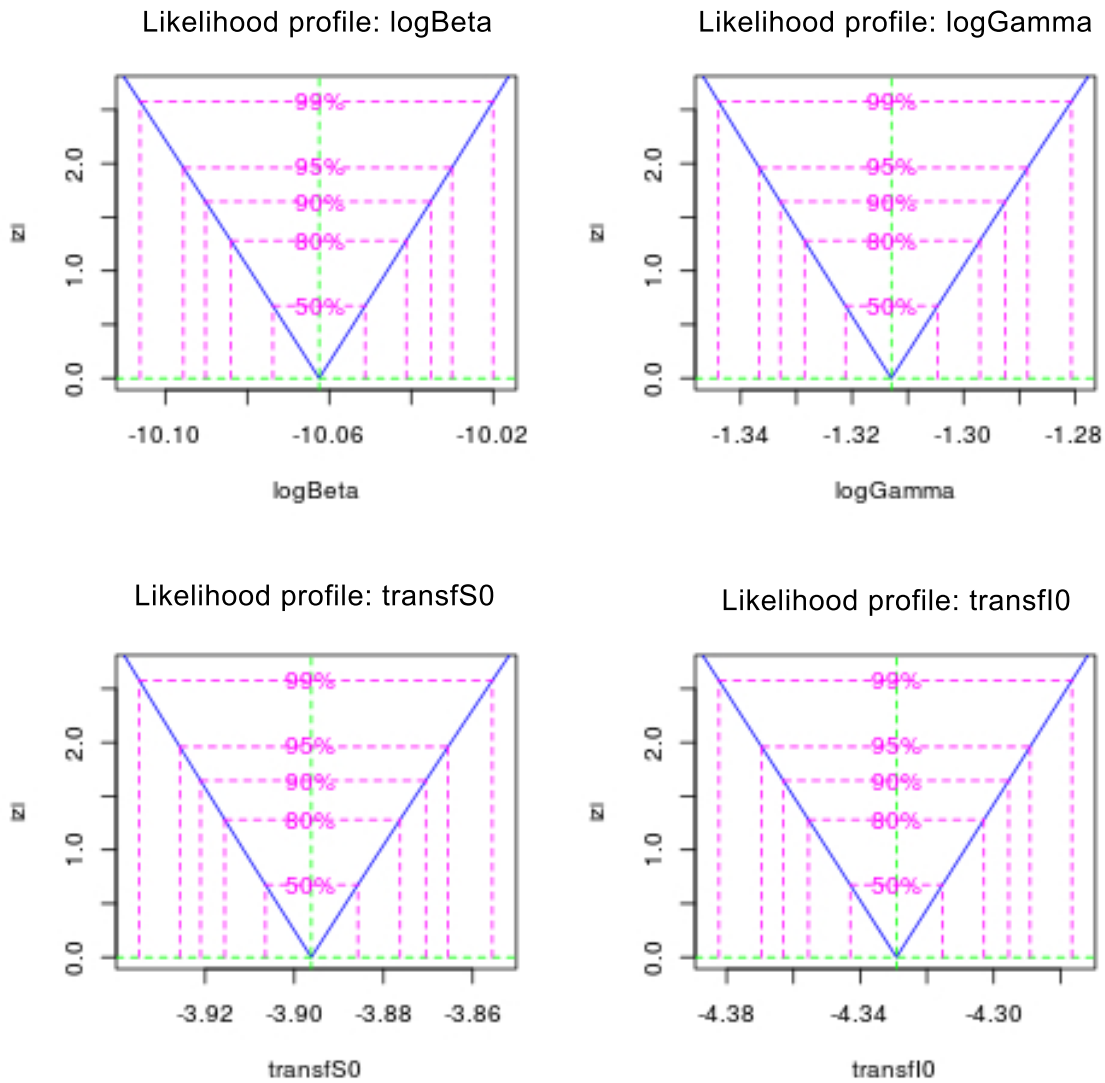 Likelihood profile: logBeta
|z|
2.0
1.0
0.0
99%
95%
90%
80%
50%
-10.10 -10.06 -10.02
logBeta
Likelihood profile: logGamma
|z|
2.0
1.0
0.0
99%
95%
90%
80%
50%
-1.34 -1.32 -1.30 -1.28
logGamma
Likelihood profile: transfS0
|z|
2.0
1.0
0.0
99%
95%
90%
80%
50%
-3.92 -3.90 -3.88 -3.86
transfS0
Likelihood profile: transfI0
|z|
2.0
1.0
0.0
99%
95%
90%
80%
50%
-4.38 -4.34 -4.30
transfI0